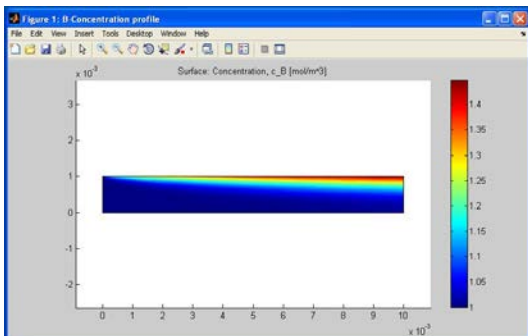 Figure 1: B Concentration profile
File Edit View Insert Tools Desktop Window Help
x 10^-3
Surface: Concentration, c_B [mol/m^3]
3
2
1
0
-1
-2
0 1 2 3 4 5 6 7 8 9 10
x 10^-3
1.4
1.35
1.3
1.25
1.2
1.15
1.1
1.05
1